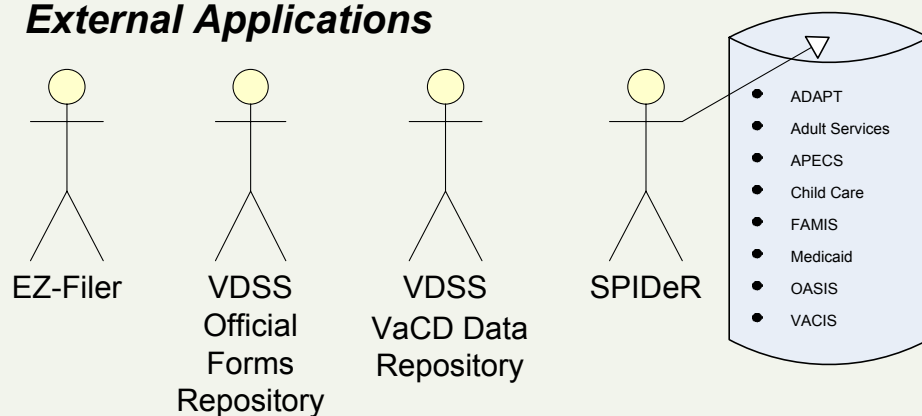 External Applications
EZ-Filer
VDSS
Official
Forms
Repository
VDSS
VaCD Data
Repository
SPIDeR
ADAPT
Adult Services
APECS
Child Care
FAMIS
Medicaid
OASIS
VACIS